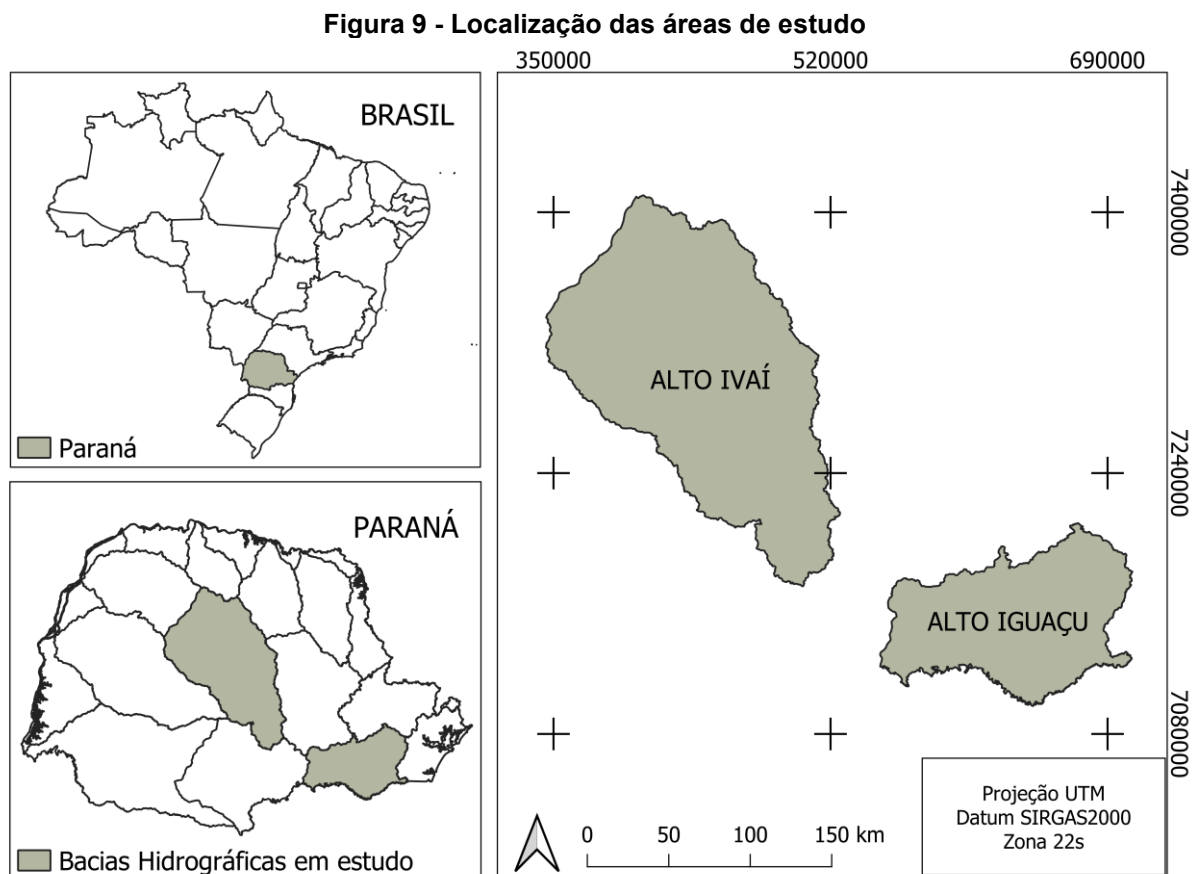 Figura 9 - Localização das áreas de estudo
BRASIL
Paraná
PARANÁ
Bacias Hidrográficas em estudo
350000 520000 690000
7400000
7240000
7080000
ALTO IVAÍ
ALTO IGUAÇU
0 50 100 150 km
Projeção UTM
Datum SIRGAS2000
Zona 22s